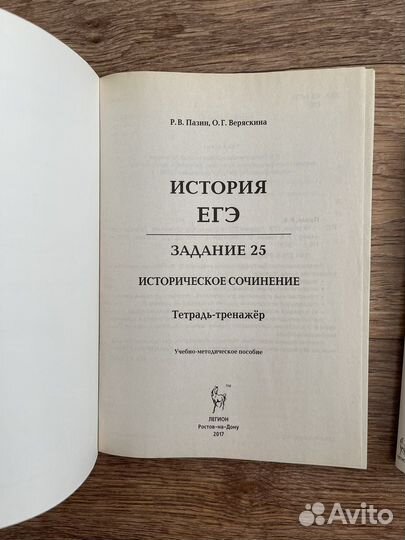 Р. В. Пазин, О. Г. Веряскина
ИСТОРИЯ
ЕГЭ
ЗАДАНИЕ 25
ИСТОРИЧЕСКОЕ СОЧИНЕНИЕ
Тетрадь-тренажёр
Учебно-методическое пособие
TM
ЛЕГИОН
Ростов-на-Дону
2017
Avito